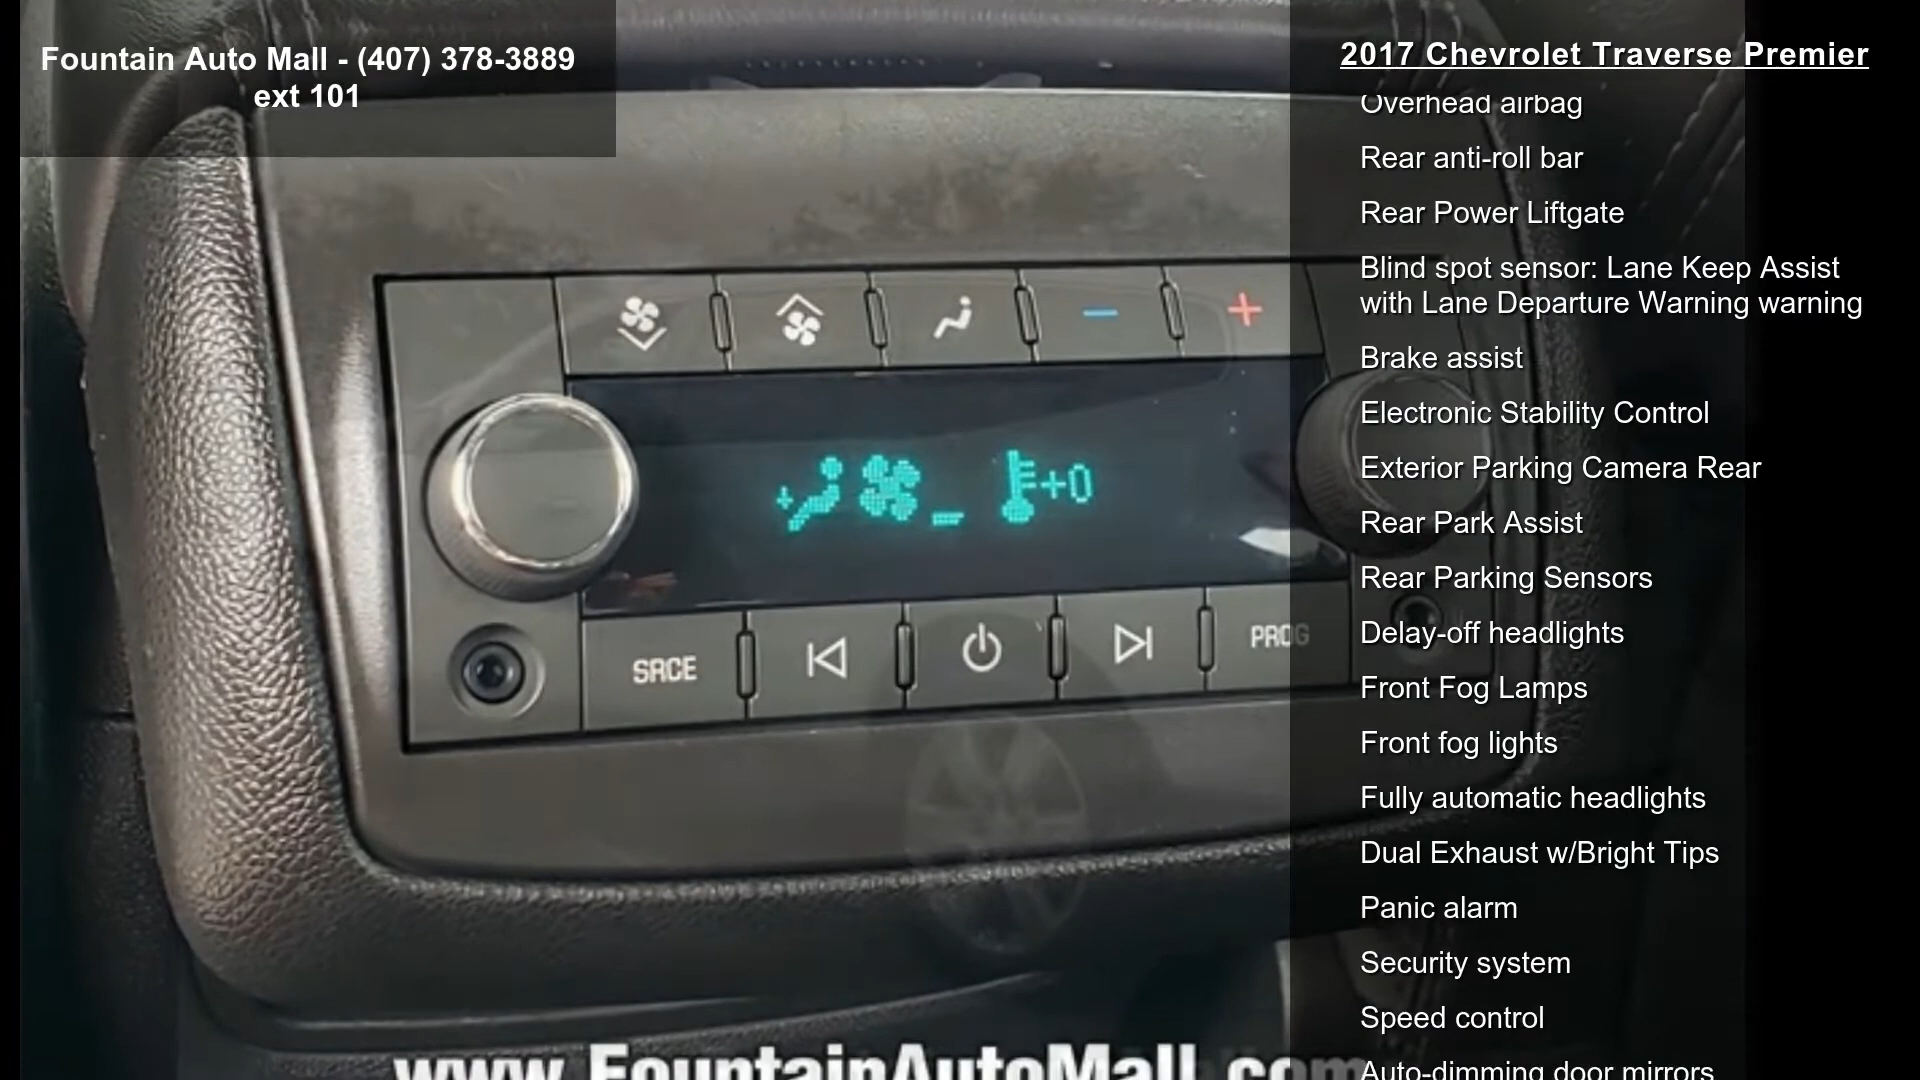 Fountain Auto Mall - (407) 378-3889
ext 101
2017 Chevrolet Traverse Premier
Overhead airbag
Rear anti-roll bar
Rear Power Liftgate
Blind spot sensor: Lane Keep Assist
with Lane Departure Warning warning
Brake assist
Electronic Stability Control
Exterior Parking Camera Rear
Rear Park Assist
Rear Parking Sensors
Delay-off headlights
Front Fog Lamps
Front fog lights
Fully automatic headlights
Dual Exhaust w/Bright Tips
Panic alarm
Security system
Speed control
Auto-dimming door mirrors
+0
SRCE
PROG
www.FountainAutoMall.com